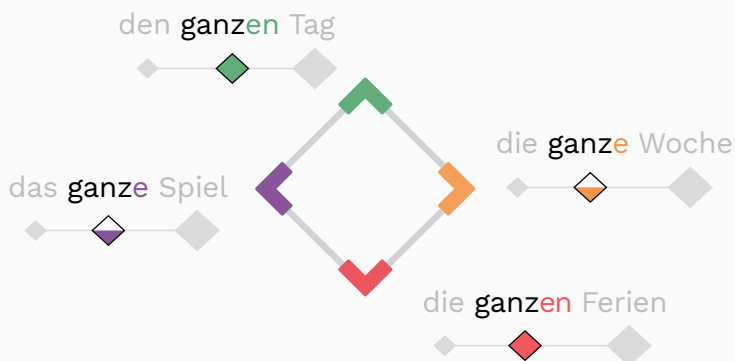 den ganzen Tag
die ganze Woche
das ganze Spiel
die ganzen Ferien